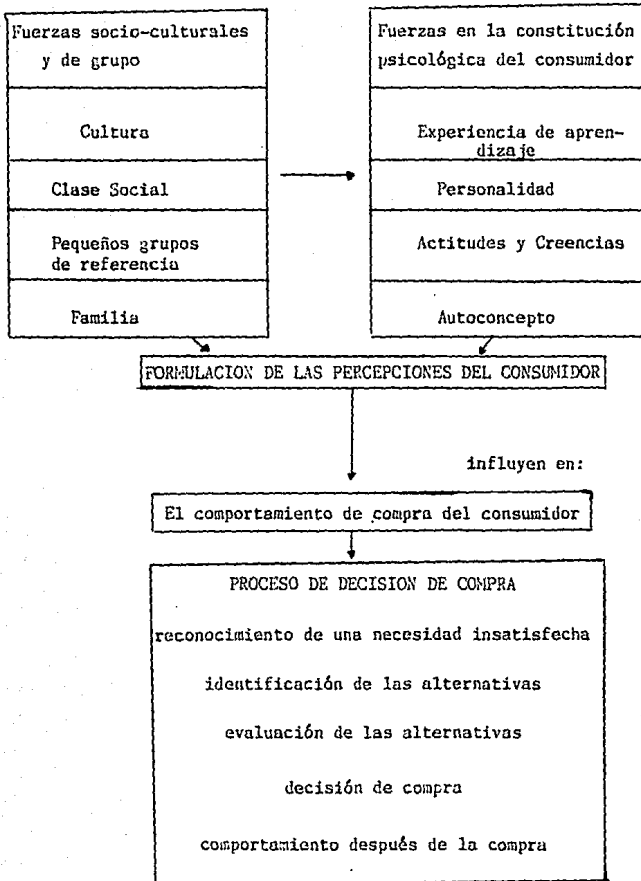 Fuerzas socio-culturales
y de grupo
Cultura
Clase Social
Pequeños grupos
de referencia
Familia
Fuerzas en la constitución
psicológica del consumidor
Experiencia de apren-
dizaje
Personalidad
Actitudes y Creencias
Autoconcepto
FORMULACION DE LAS PERCEPCIONES DEL CONSUMIDOR
influyen en:
El comportamiento de compra del consumidor
PROCESO DE DECISION DE COMPRA
reconocimiento de una necesidad insatisfecha
identificación de las alternativas
evaluación de las alternativas
decisión de compra
comportamiento después de la compra